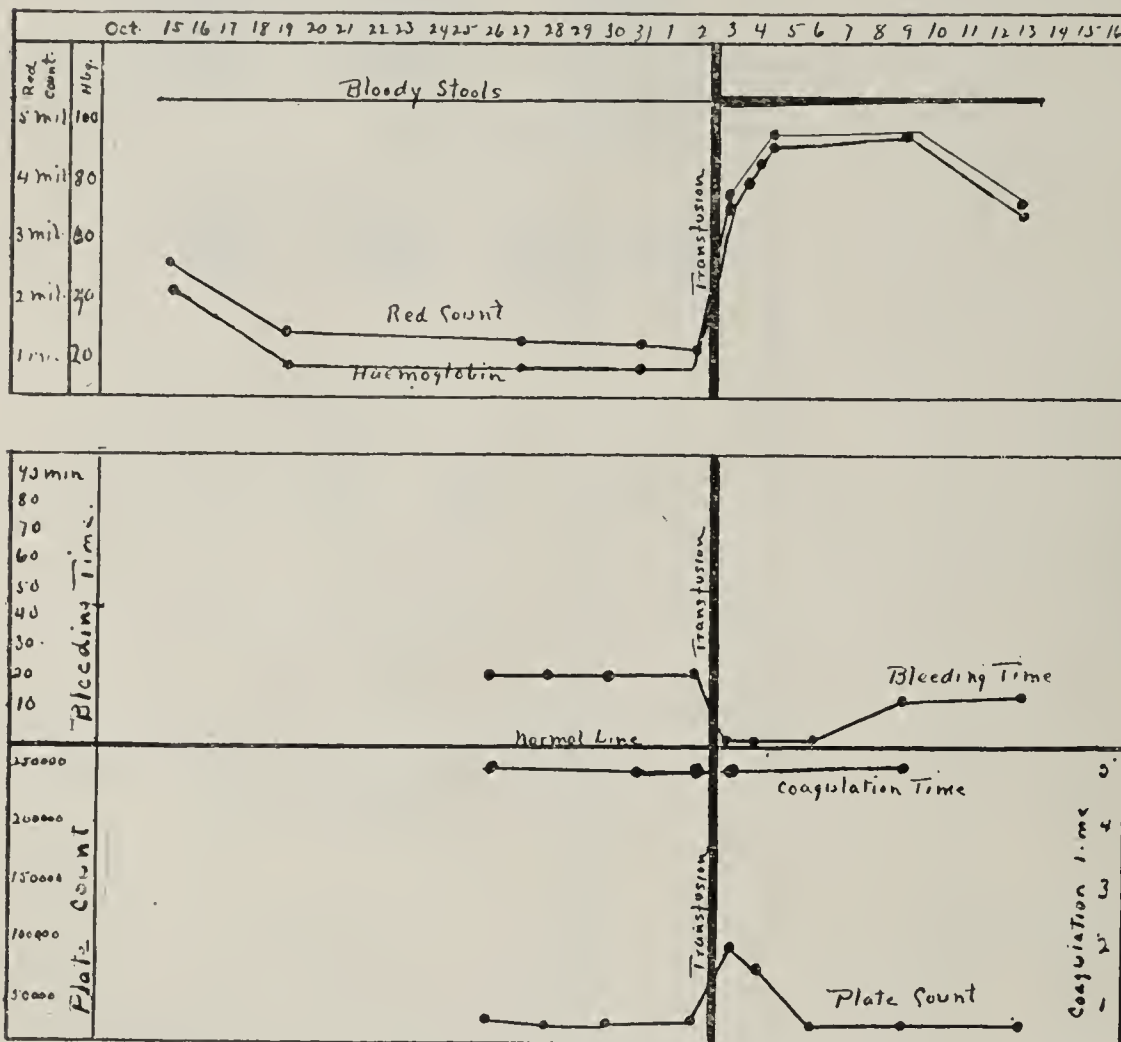 Oct. 15 16 17 18 19 20 21 22 23 24 25 26 27 28 29 30 31 1 2 3 4 5 6 7 8 9 10 11 12 13 14 15 16
Red Count.
Hbg.
Bloody Stools
5 mil 100
4 mil 80
3 mil. 60
2 mil.
20
Transfusion
Red Count
Haemoglobin
min
80
70
60
50
40
30
20
10
Bleeding Time.
Transfusion
Bleeding Time
Normal Line
Coagulation Time
250000
200000
150000
100000
50000
Plate Count
Transfusion
Plate Count
Coagulation Time
5
4
3
2
1